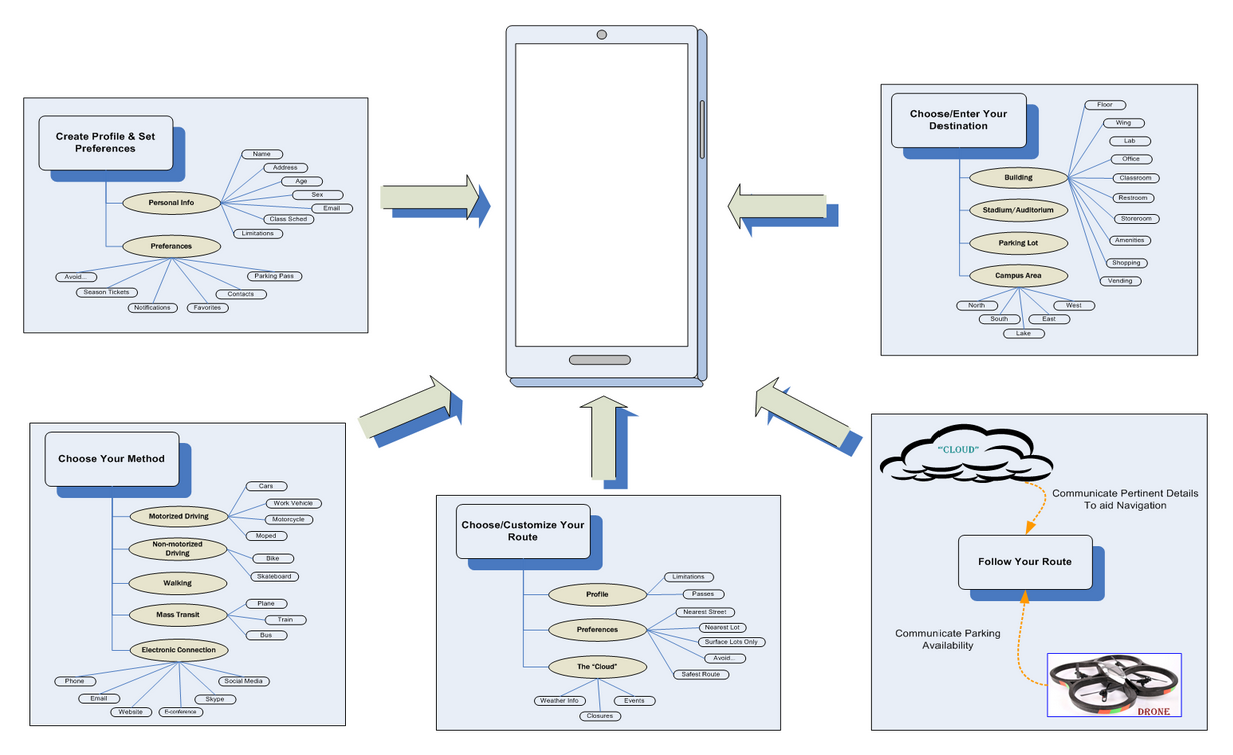 Create Profile & Set
Preferences
Personal Info
Name
Address
Age
Sex
Email
Class Sched
Limitations
Preferances
Avoid...
Season Tickets
Notifications
Favorites
Contacts
Parking Pass
Choose/Enter Your
Destination
Building
Floor
Wing
Lab
Office
Classroom
Restroom
Storeroom
Amenities
Shopping
Vending
Stadium/Auditorium
Parking Lot
Campus Area
North
South
Lake
East
West
Choose Your Method
Motorized Driving
Cars
Work Vehicle
Motorcycle
Moped
Non-motorized
Driving
Bike
Skateboard
Walking
Mass Transit
Plane
Train
Bus
Electronic Connection
Phone
Email
Website
E-conference
Skype
Social Media
Choose/Customize Your
Route
Profile
Limitations
Passes
Preferences
Nearest Street
Nearest Lot
Surface Lots Only
Avoid...
Safest Route
The "Cloud"
Weather Info
Closures
Events
"CLOUD"
Communicate Pertinent Details
To aid Navigation
Follow Your Route
Communicate Parking
Availability
DRONE